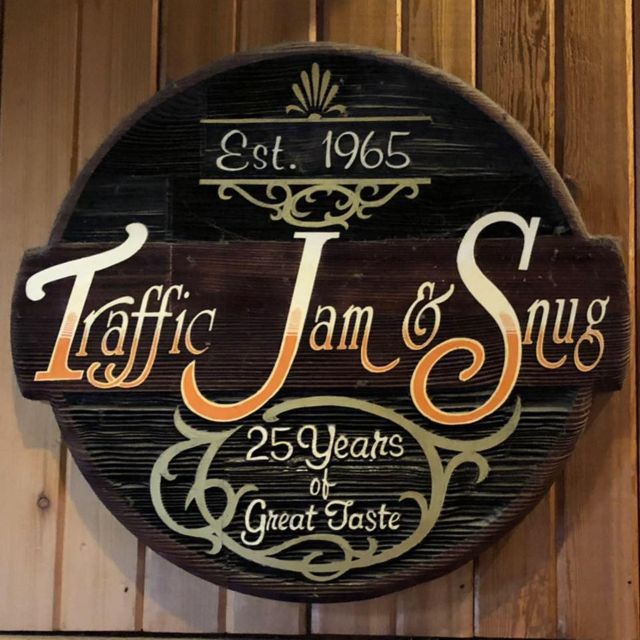 Est. 1965
Traffic Jam & Snug
25 Years
of
Great Taste